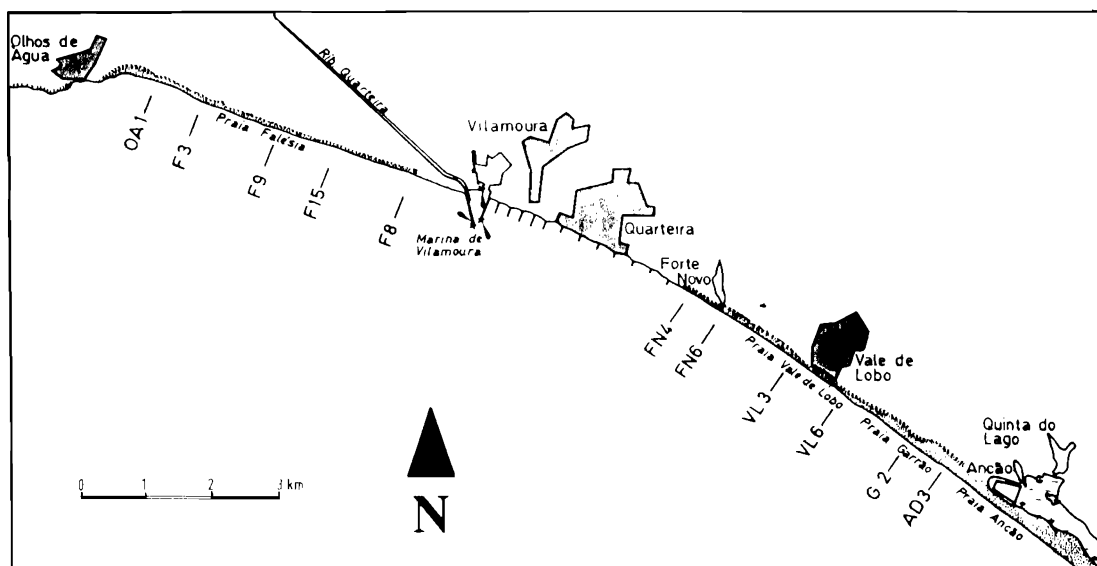 Olhos de
Agua
Rib. Quarteira
Vilamoura
Praia Falésia
OA1
F3
F9
F15
F8
Marina de
Vilamoura
Quarteira
Forte
Novo
FN4
FN6
Praia Vale de Lobo
Vale de
Lobo
VL3
VL6
Praia Garrão
Quinta do
Lago
Ancão
G2
AD3
Praia Ancão
0 1 2 3 km
N